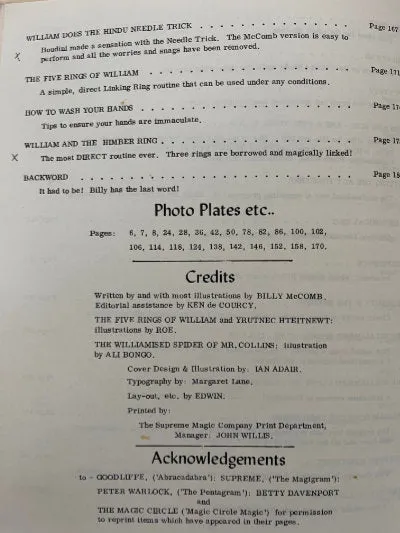 WILLIAM DOES THE HINDU NEEDLE TRICK . . . . . . . . . . . . . . Page 167
x Houdini made a sensation with the Needle Trick. The McComb version is easy to
perform and all the worries and snags have been removed.
THE FIVE RINGS OF WILLIAM . . . . . . . . . . . . . . . . . . Page 171
A simple, direct Linking Ring routine that can be used under any conditions.
HOW TO WASH YOUR HANDS . . . . . . . . . . . . . . . . . . Page 17
Tips to ensure your hands are immaculate.
WILLIAM AND THE HIMBER RING . . . . . . . . . . . . . . . . . Page 17
x The most DIRECT routine ever. Three rings are borrowed and magically linked!
BACKWORD . . . . . . . . . . . . . . . . . . . . . Page 18
It had to be! Billy has the last word!
Photo Plates etc..
Pages: 6, 7, 8, 24, 28, 36, 42, 50, 78, 82, 86, 100, 102,
106, 114, 118, 124, 138, 142, 146, 152, 158, 170.
Credits
Written by and with most illustrations by BILLY McCOMB.
Editorial assistance by KEN de COURCY.
THE FIVE RINGS OF WILLIAM and YRUTNEC HTEITNEWT:
illustrations by ROE.
THE WILLIAMISED SPIDER OF MR. COLLINS: illustration
by ALI BONGO.
Cover Design & Illustration by: IAN ADAIR.
Typography by: Margaret Lane.
Lay-out, etc. by EDWIN.
Printed by:
The Supreme Magic Company Print Department,
Manager: JOHN WILLIS.
Acknowledgements
to - GOODLIFFE, ('Abracadabra'): SUPREME, ('The Magigram'):
PETER WARLOCK, ('The Pentagram'): BETTY DAVENPORT
and
THE MAGIC CIRCLE ('Magic Circle Magic') for permission
to reprint items which have appeared in their pages.